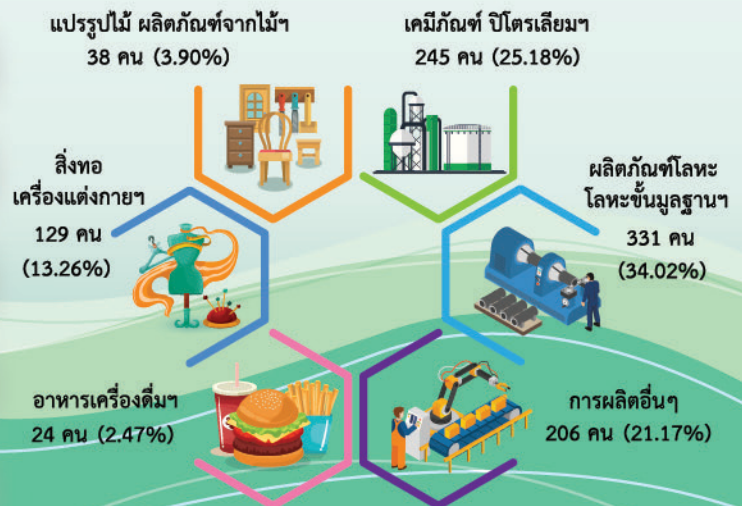 แปรรูปไม้ ผลิตภัณฑ์จากไม้ฯ
38 คน (3.90%)
เคมีภัณฑ์ ปิโตรเลียมฯ
245 คน (25.18%)
สิ่งทอ
เครื่องแต่งกายฯ
129 คน
(13.26%)
ผลิตภัณฑ์โลหะ
โลหะขั้นมูลฐานฯ
331 คน
(34.02%)
อาหารเครื่องดื่มฯ
24 คน (2.47%)
การผลิตอื่นๆ
206 คน (21.17%)